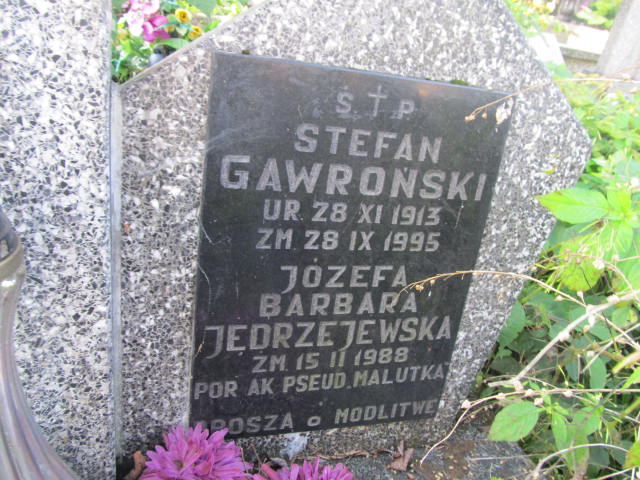 Ś † P
STEFAN
GAWROŃSKI
UR 28 XI 1913
ZM 28 IX 1995
JÓZEFA
BARBARA
JĘDRZEJEWSKA
ZM. 15 II 1988
POR AK PSEUD. MALUTKA
PROSZĄ O MODLITWĘ